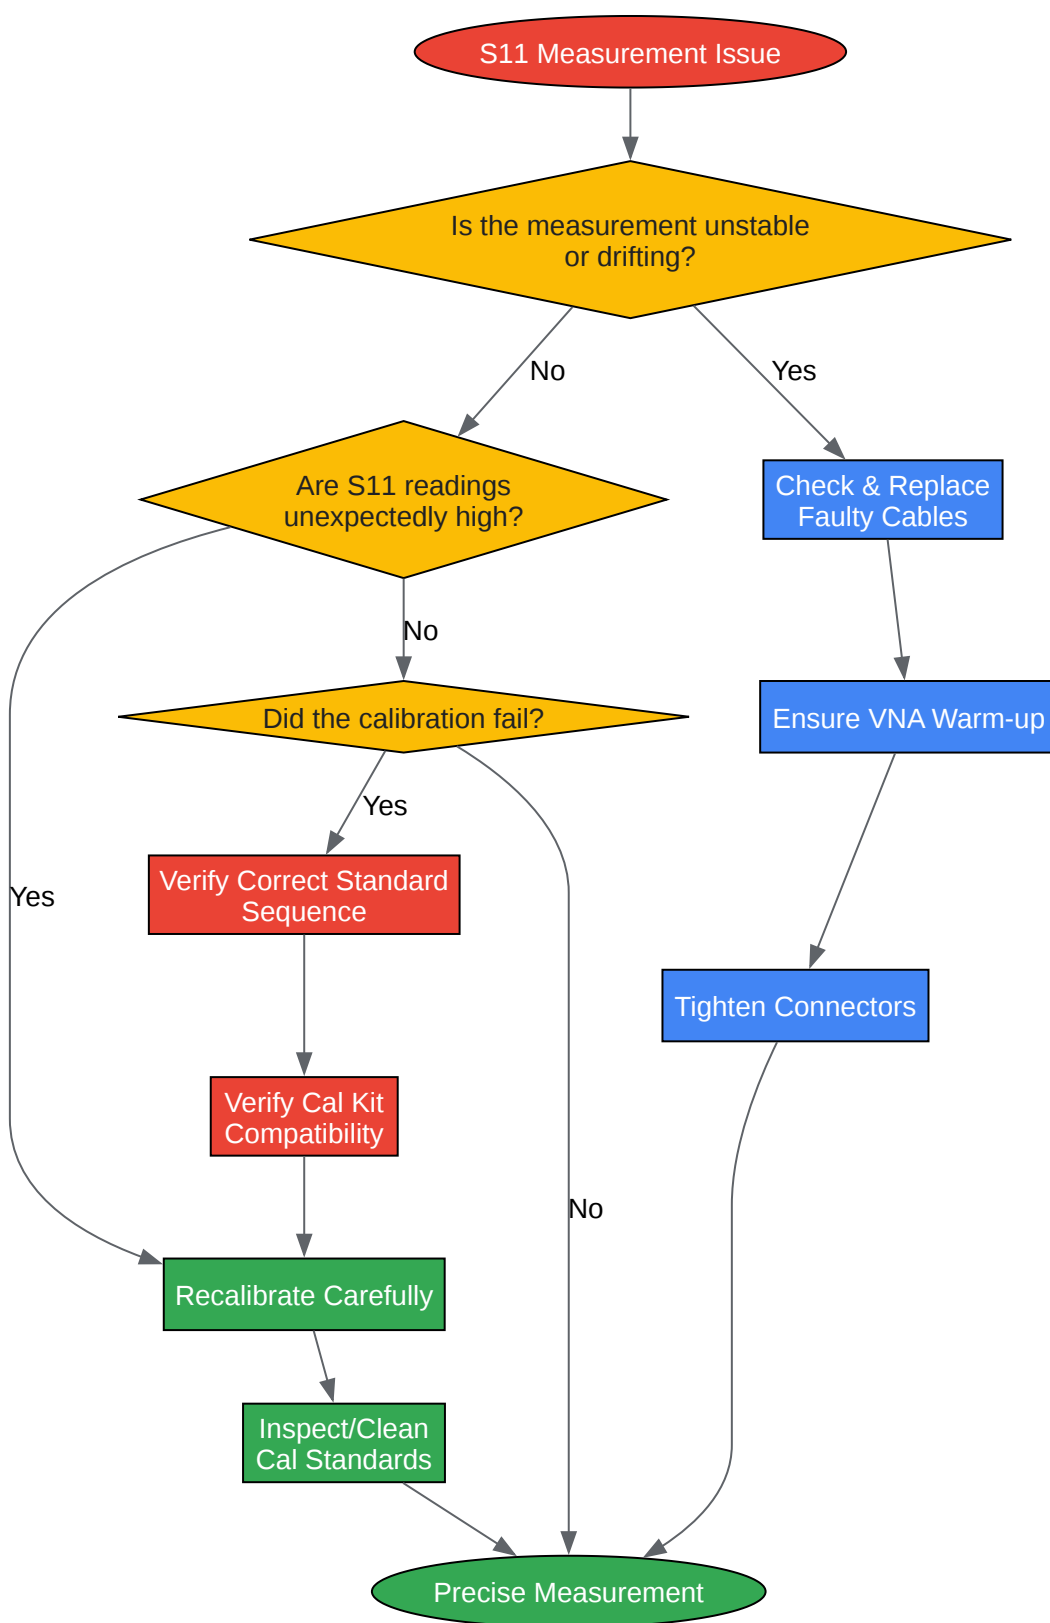 S11 Measurement Issue
Is the measurement unstable
or drifting?
No
Yes
Are S11 readings
unexpectedly high?
Check & Replace
Faulty Cables
No
Did the calibration fail?
Ensure VNA Warm-up
Yes
Verify Correct Standard
Sequence
Yes
Tighten Connectors
Verify Cal Kit
Compatibility
No
Recalibrate Carefully
Inspect/Clean
Cal Standards
Precise Measurement